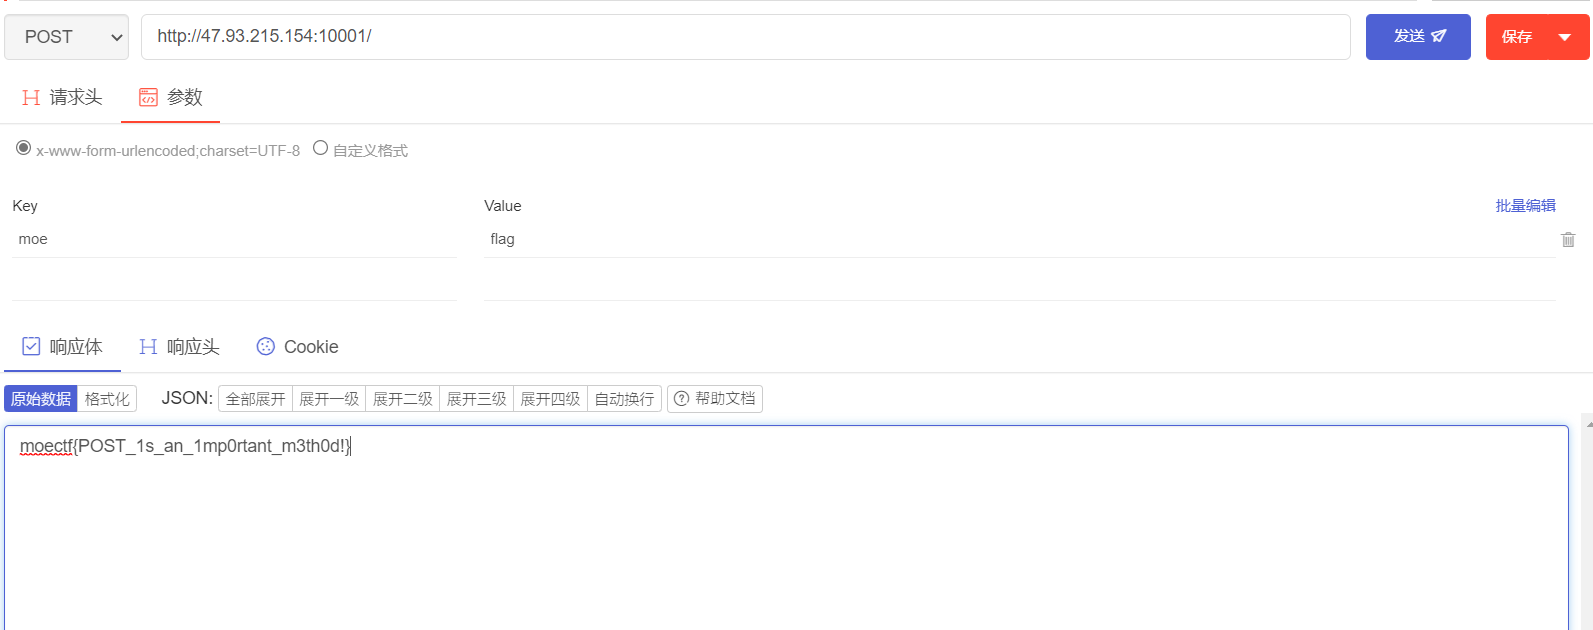 POST http://47.93.215.154:10001/ 发送 保存
请求头 参数
x-www-form-urlencoded;charset=UTF-8 自定义格式
Key Value 批量编辑
moe flag
响应体 响应头 Cookie
原始数据 格式化 JSON: 全部展开 展开一级 展开二级 展开三级 展开四级 自动换行 帮助文档
moectf{POST_1s_an_1mp0rtant_m3th0d!}